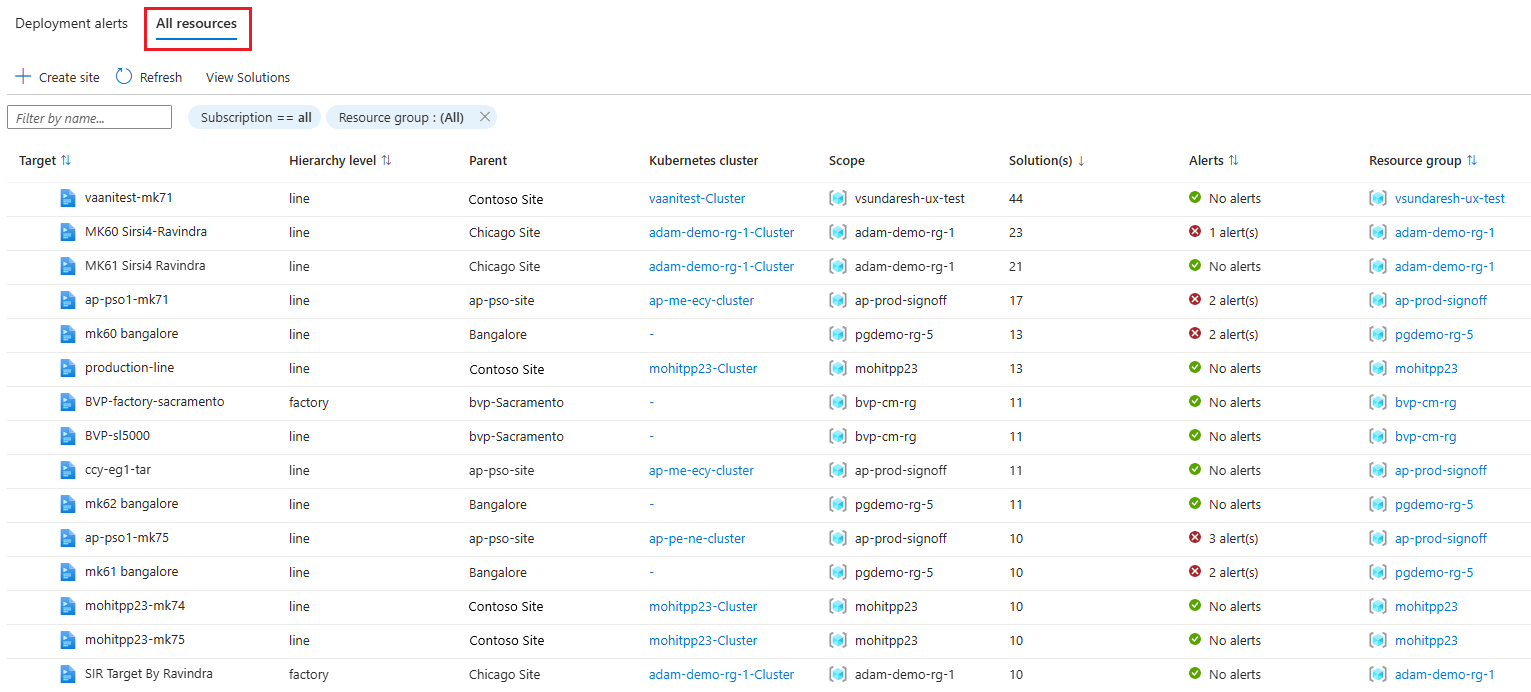 Deployment alerts All resources
Create site Refresh View Solutions
Filter by name... Subscription == all Resource group : (All)
Target Hierarchy level Parent Kubernetes cluster Scope Solution(s) ↓ Alerts Resource group
vaanitest-mk71 line Contoso Site vaanitest-Cluster vsundaresh-ux-test 44 No alerts vsundaresh-ux-test
MK60 Sirsi4-Ravindra line Chicago Site adam-demo-rg-1-Cluster adam-demo-rg-1 23 1 alert(s) adam-demo-rg-1
MK61 Sirsi4 Ravindra line Chicago Site adam-demo-rg-1-Cluster adam-demo-rg-1 21 No alerts adam-demo-rg-1
ap-pso1-mk71 line ap-pso-site ap-me-ecy-cluster ap-prod-signoff 17 2 alert(s) ap-prod-signoff
mk60 bangalore line Bangalore - pgdemo-rg-5 13 2 alert(s) pgdemo-rg-5
production-line line Contoso Site mohitpp23-Cluster mohitpp23 13 No alerts mohitpp23
BVP-factory-sacramento factory bvp-Sacramento - bvp-cm-rg 11 No alerts bvp-cm-rg
BVP-sl5000 line bvp-Sacramento - bvp-cm-rg 11 No alerts bvp-cm-rg
ccy-eg1-tar line ap-pso-site ap-me-ecy-cluster ap-prod-signoff 11 No alerts ap-prod-signoff
mk62 bangalore line Bangalore - pgdemo-rg-5 11 No alerts pgdemo-rg-5
ap-pso1-mk75 line ap-pso-site ap-pe-ne-cluster ap-prod-signoff 10 3 alert(s) ap-prod-signoff
mk61 bangalore line Bangalore - pgdemo-rg-5 10 2 alert(s) pgdemo-rg-5
mohitpp23-mk74 line Contoso Site mohitpp23-Cluster mohitpp23 10 No alerts mohitpp23
mohitpp23-mk75 line Contoso Site mohitpp23-Cluster mohitpp23 10 No alerts mohitpp23
SIR Target By Ravindra factory Chicago Site adam-demo-rg-1-Cluster adam-demo-rg-1 10 No alerts adam-demo-rg-1